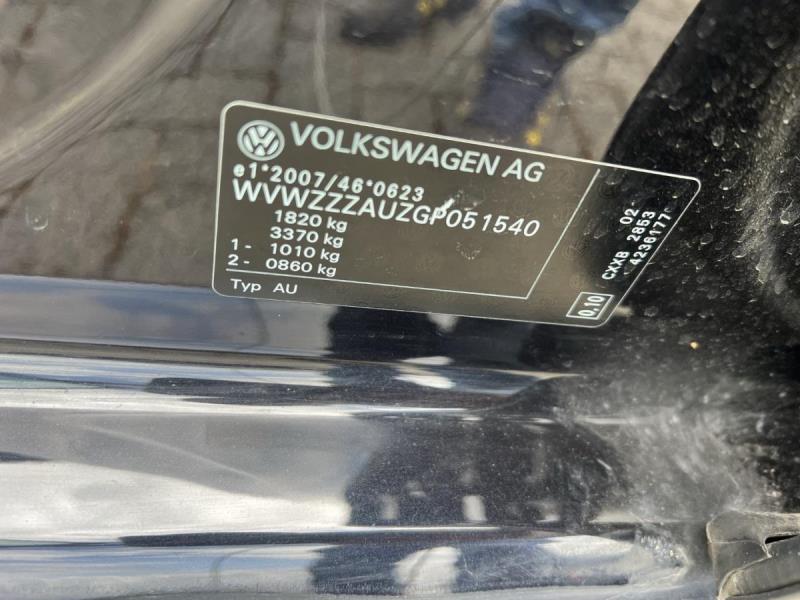 VOLKSWAGEN AG
e1*2007/46*0623
WVWZZZAUZGP051540
1820 kg
3370 kg
1- 1010 kg
2- 0860 kg
Typ AU
02-
CXXB 2853
4236177
0,10